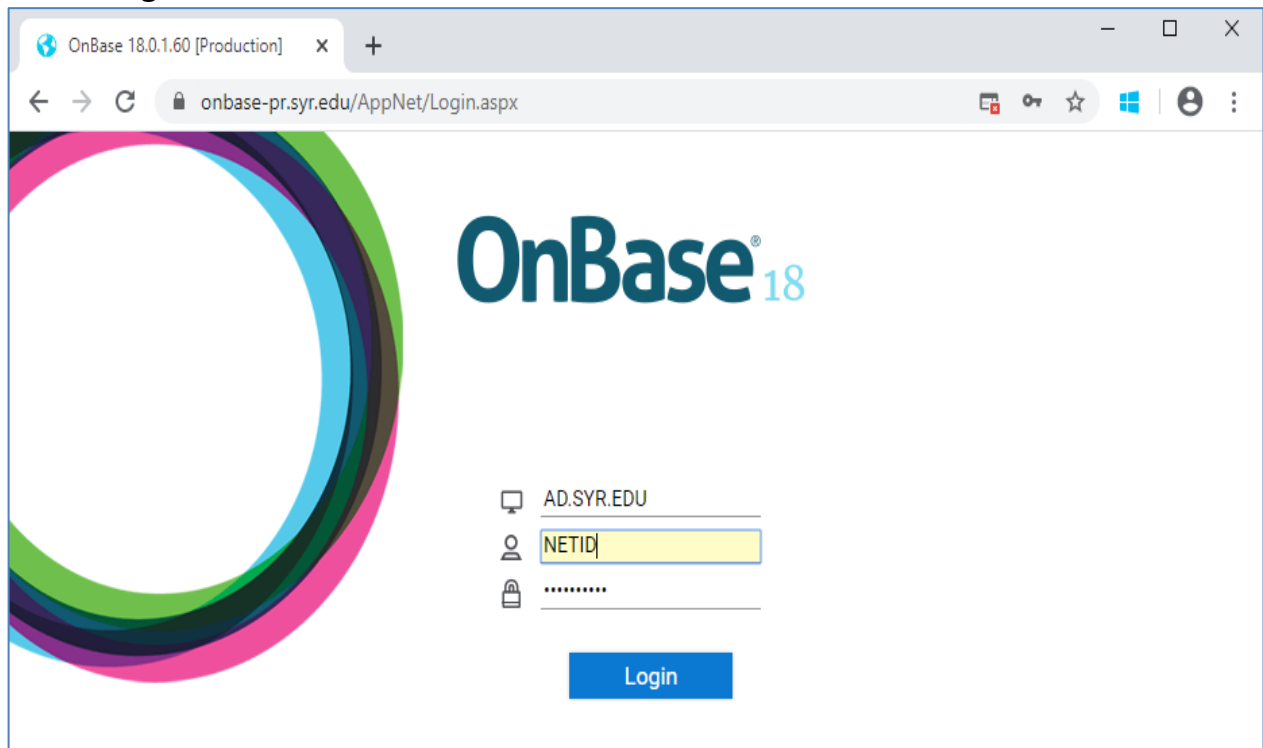 OnBase 18.0.1.60 [Production]
onbase-pr.syr.edu/AppNet/Login.aspx
OnBase® 18
AD.SYR.EDU
NETID
••••••••••
Login